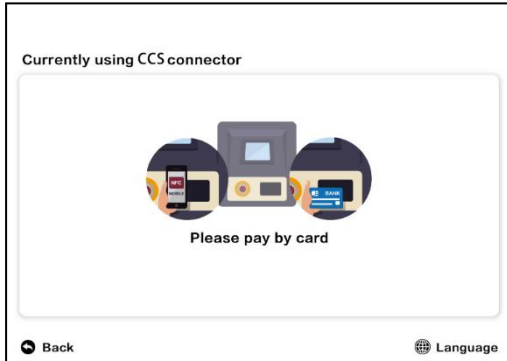 Currently using CCS connector
NFC
MOBILE
BANK
Please pay by card
Back
Language